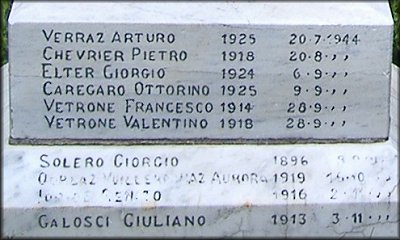 VERRAZ ARTURO 1925 20·7·1944
CHEVRIER PIETRO 1918 20·8·,,
ELTER GIORGIO 1924 6·9·,,
CAREGARO OTTORINO 1925 9·9·,,
VETRONE FRANCESCO 1914 28·9·,,
VETRONE VALENTINO 1918 28·9·,,
SOLERO GIORGIO 1896
AURORA 1919
1916
GALOSCI GIULIANO 1913 3·11·,,